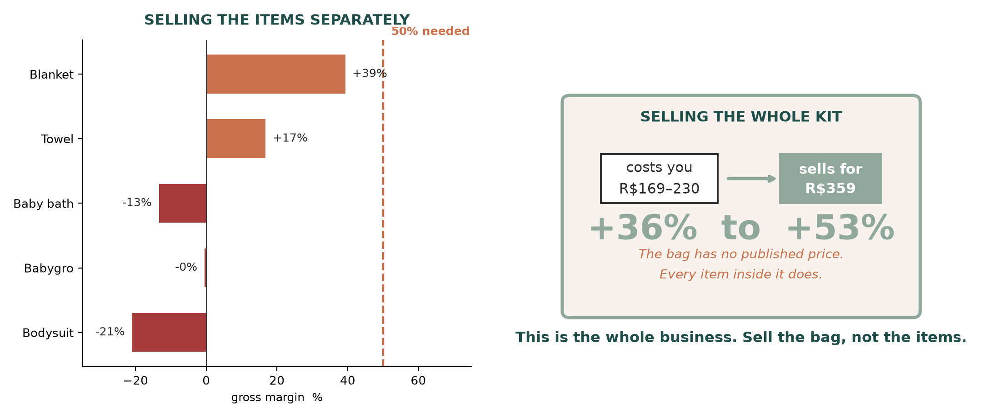 SELLING THE ITEMS SEPARATELY
50% needed
Blanket
+39%
Towel
+17%
Baby bath
-13%
Babygro
-0%
Bodysuit
-21%
−20 0 20 40 60
gross margin %
SELLING THE WHOLE KIT
costs you
R$169–230
sells for
R$359
+36% to +53%
The bag has no published price.
Every item inside it does.
This is the whole business. Sell the bag, not the items.